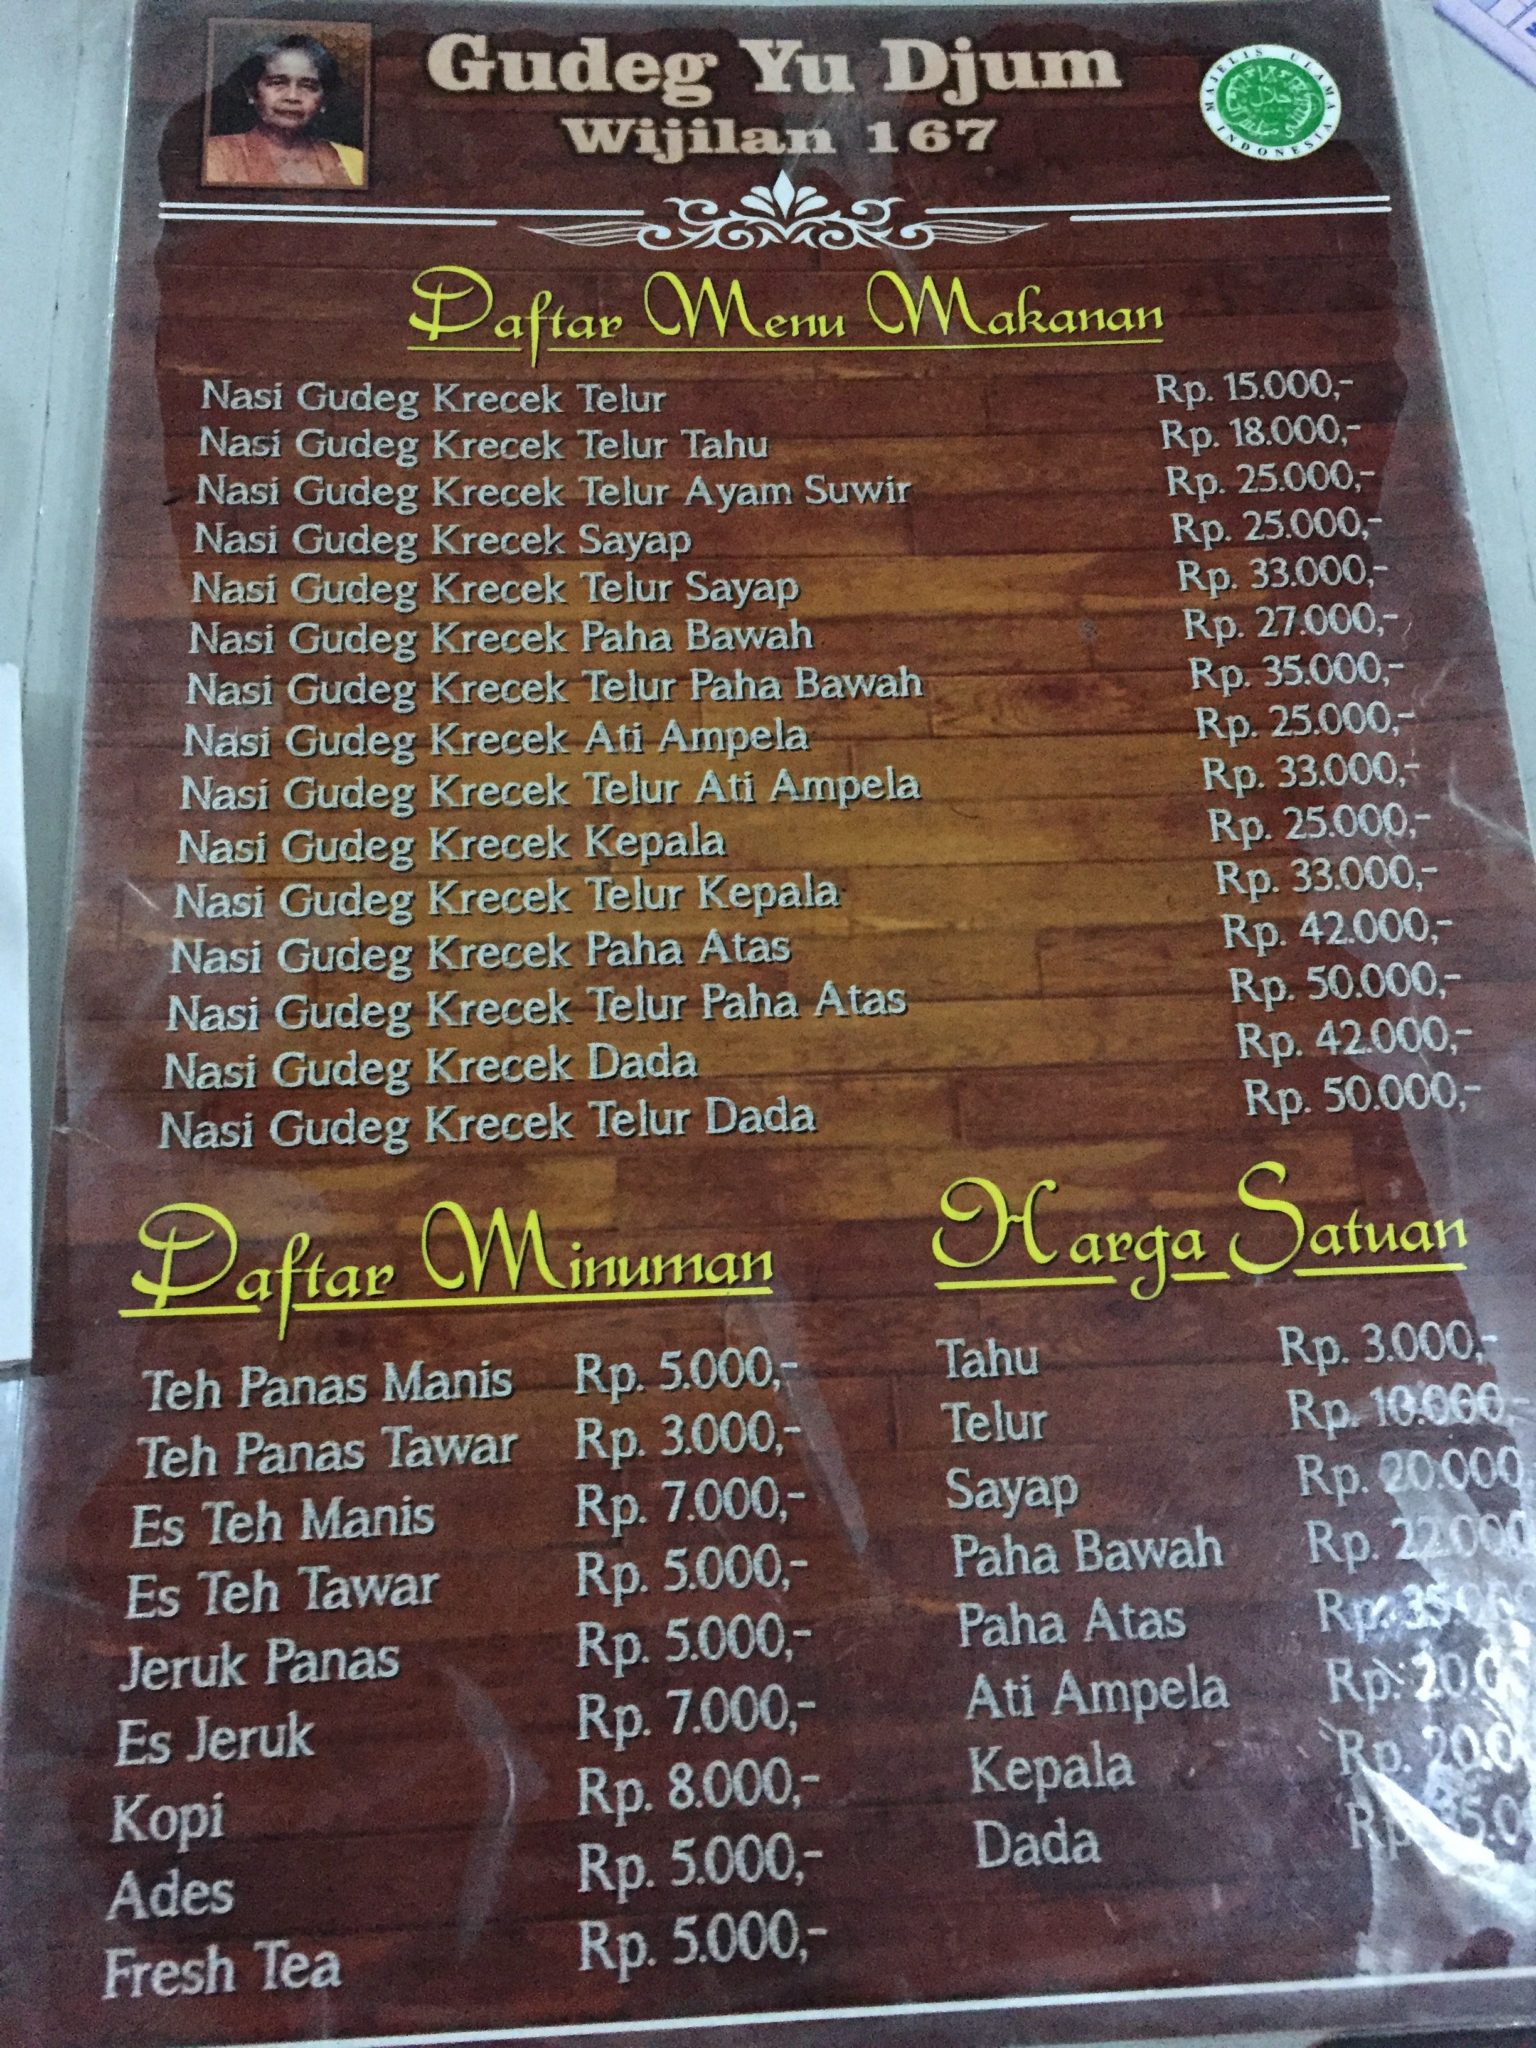 Gudeg Yu Djum
Wijilan 167
MAJELIS ULAMA INDONESIA
Daftar Menu Makanan
Nasi Gudeg Krecek Telur Rp. 15.000,-
Nasi Gudeg Krecek Telur Tahu Rp. 18.000,-
Nasi Gudeg Krecek Telur Ayam Suwir Rp. 25.000,-
Nasi Gudeg Krecek Sayap Rp. 25.000,-
Nasi Gudeg Krecek Telur Sayap Rp. 33.000,-
Nasi Gudeg Krecek Paha Bawah Rp. 27.000,-
Nasi Gudeg Krecek Telur Paha Bawah Rp. 35.000,-
Nasi Gudeg Krecek Ati Ampela Rp. 25.000,-
Nasi Gudeg Krecek Telur Ati Ampela Rp. 33.000,-
Nasi Gudeg Krecek Kepala Rp. 25.000,-
Nasi Gudeg Krecek Telur Kepala Rp. 33.000,-
Nasi Gudeg Krecek Paha Atas Rp. 42.000,-
Nasi Gudeg Krecek Telur Paha Atas Rp. 50.000,-
Nasi Gudeg Krecek Dada Rp. 42.000,-
Nasi Gudeg Krecek Telur Dada Rp. 50.000,-
Daftar Minuman
Teh Panas Manis Rp. 5.000,-
Teh Panas Tawar Rp. 3.000,-
Es Teh Manis Rp. 7.000,-
Es Teh Tawar Rp. 5.000,-
Jeruk Panas Rp. 5.000,-
Es Jeruk Rp. 7.000,-
Kopi Rp. 8.000,-
Ades Rp. 5.000,-
Fresh Tea Rp. 5.000,-
Harga Satuan
Tahu Rp. 3.000,-
Telur Rp. 10.000,-
Sayap Rp. 20.000
Paha Bawah Rp. 22.000
Paha Atas Rp.
Ati Ampela Rp.
Kepala Rp.
Dada